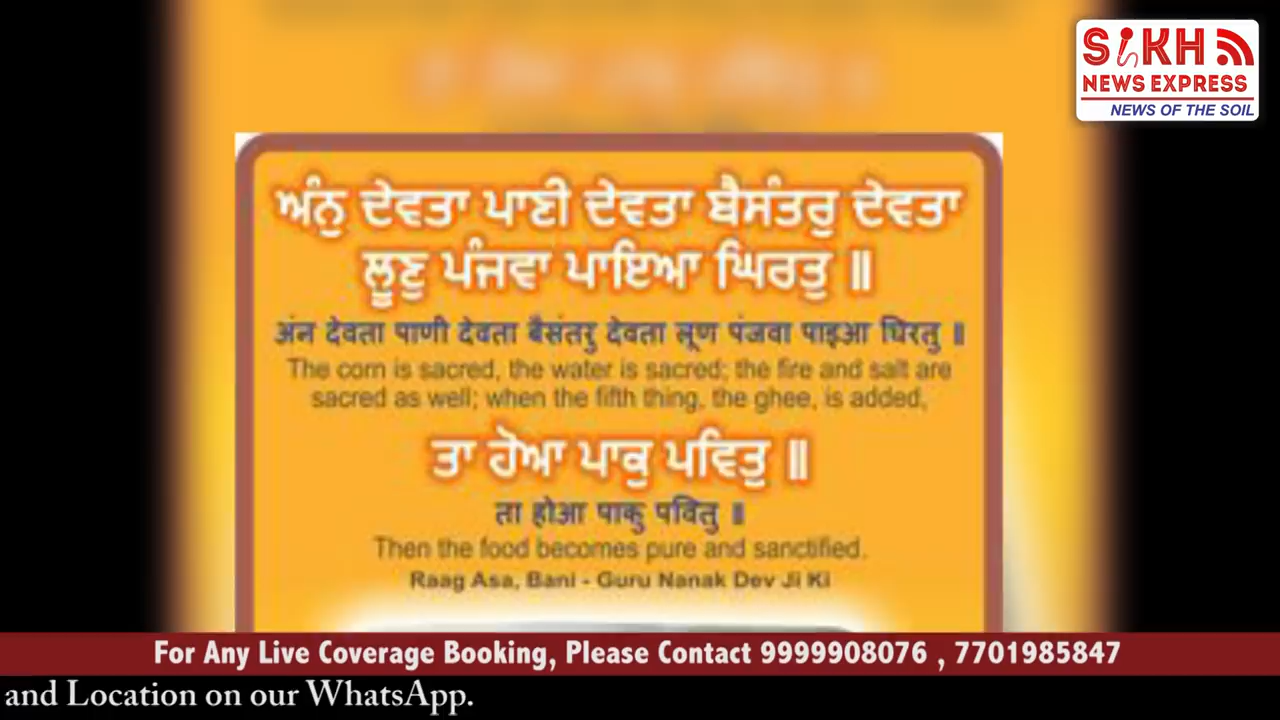 SIKH
NEWS EXPRESS
NEWS OF THE SOIL
ਅੰਨੁ ਦੇਵਤਾ ਪਾਣੀ ਦੇਵਤਾ ਬੈਸੰਤਰੁ ਦੇਵਤਾ
ਲੂਣੁ ਪੰਜਵਾ ਪਾਇਆ ਘਿਰਤੁ ॥
अंन देवता पाणी देवता बैसंतरु देवता लूण पंजवा पाइआ घिरतु ॥
The corn is sacred, the water is sacred; the fire and salt are
sacred as well; when the fifth thing, the ghee, is added,
ਤਾ ਹੋਆ ਪਾਕੁ ਪਵਿਤੁ ॥
ता होआ पाकु पवितु ॥
Then the food becomes pure and sanctified.
Raag Asa, Bani - Guru Nanak Dev Ji Ki
For Any Live Coverage Booking, Please Contact 9999908076 , 7701985847
and Location on our WhatsApp.